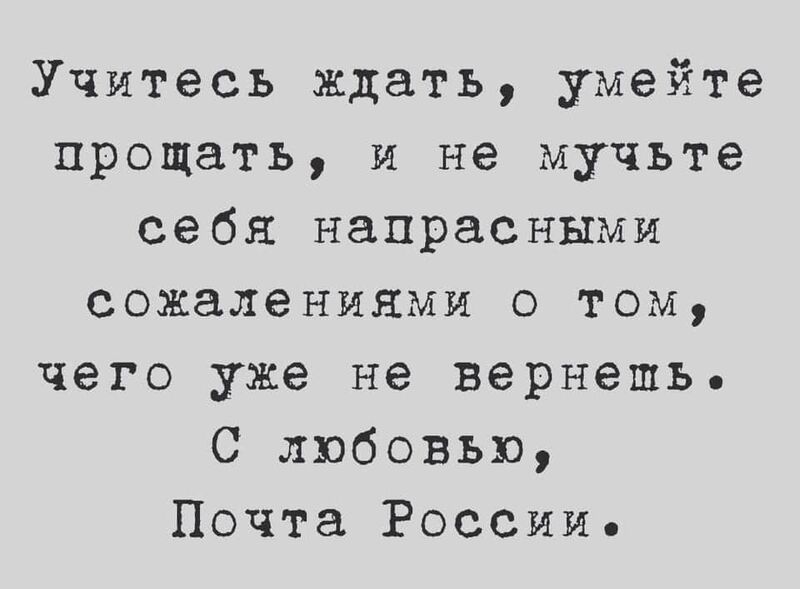 Учитесь ждать, умейте
прощать, и не мучьте
себя напрасными
сожалениями о том,
чего уже не вернешь.
С любовью,
Почта России.